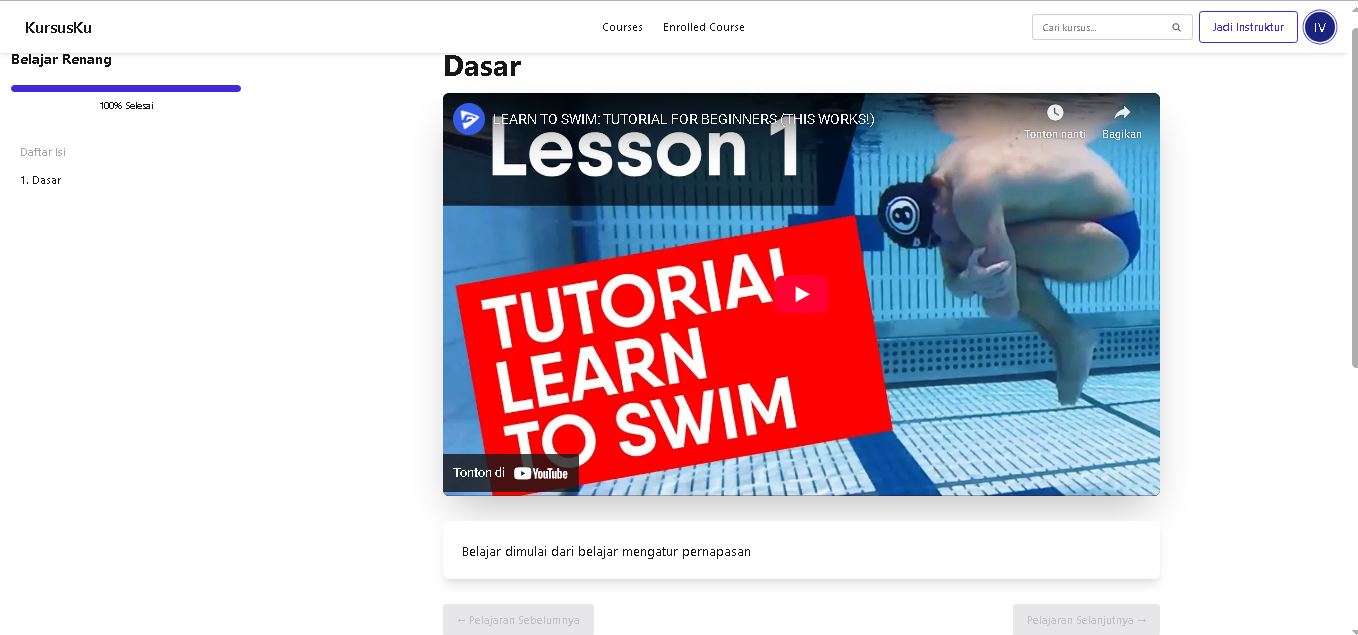 KursusKu
Courses
Enrolled Course
Cari kursus...
Jadi Instruktur
IV
Belajar Renang
100% Selesai
Daftar Isi
1. Dasar
Dasar
LEARN TO SWIM: TUTORIAL FOR BEGINNERS (THIS WORKS!)
Tonton nanti
Bagikan
Lesson 1
TUTORIAL
LEARN
TO SWIM
Tonton di YouTube
Belajar dimulai dari belajar mengatur pernapasan
← Pelajaran Sebelumnya
Pelajaran Selanjutnya →